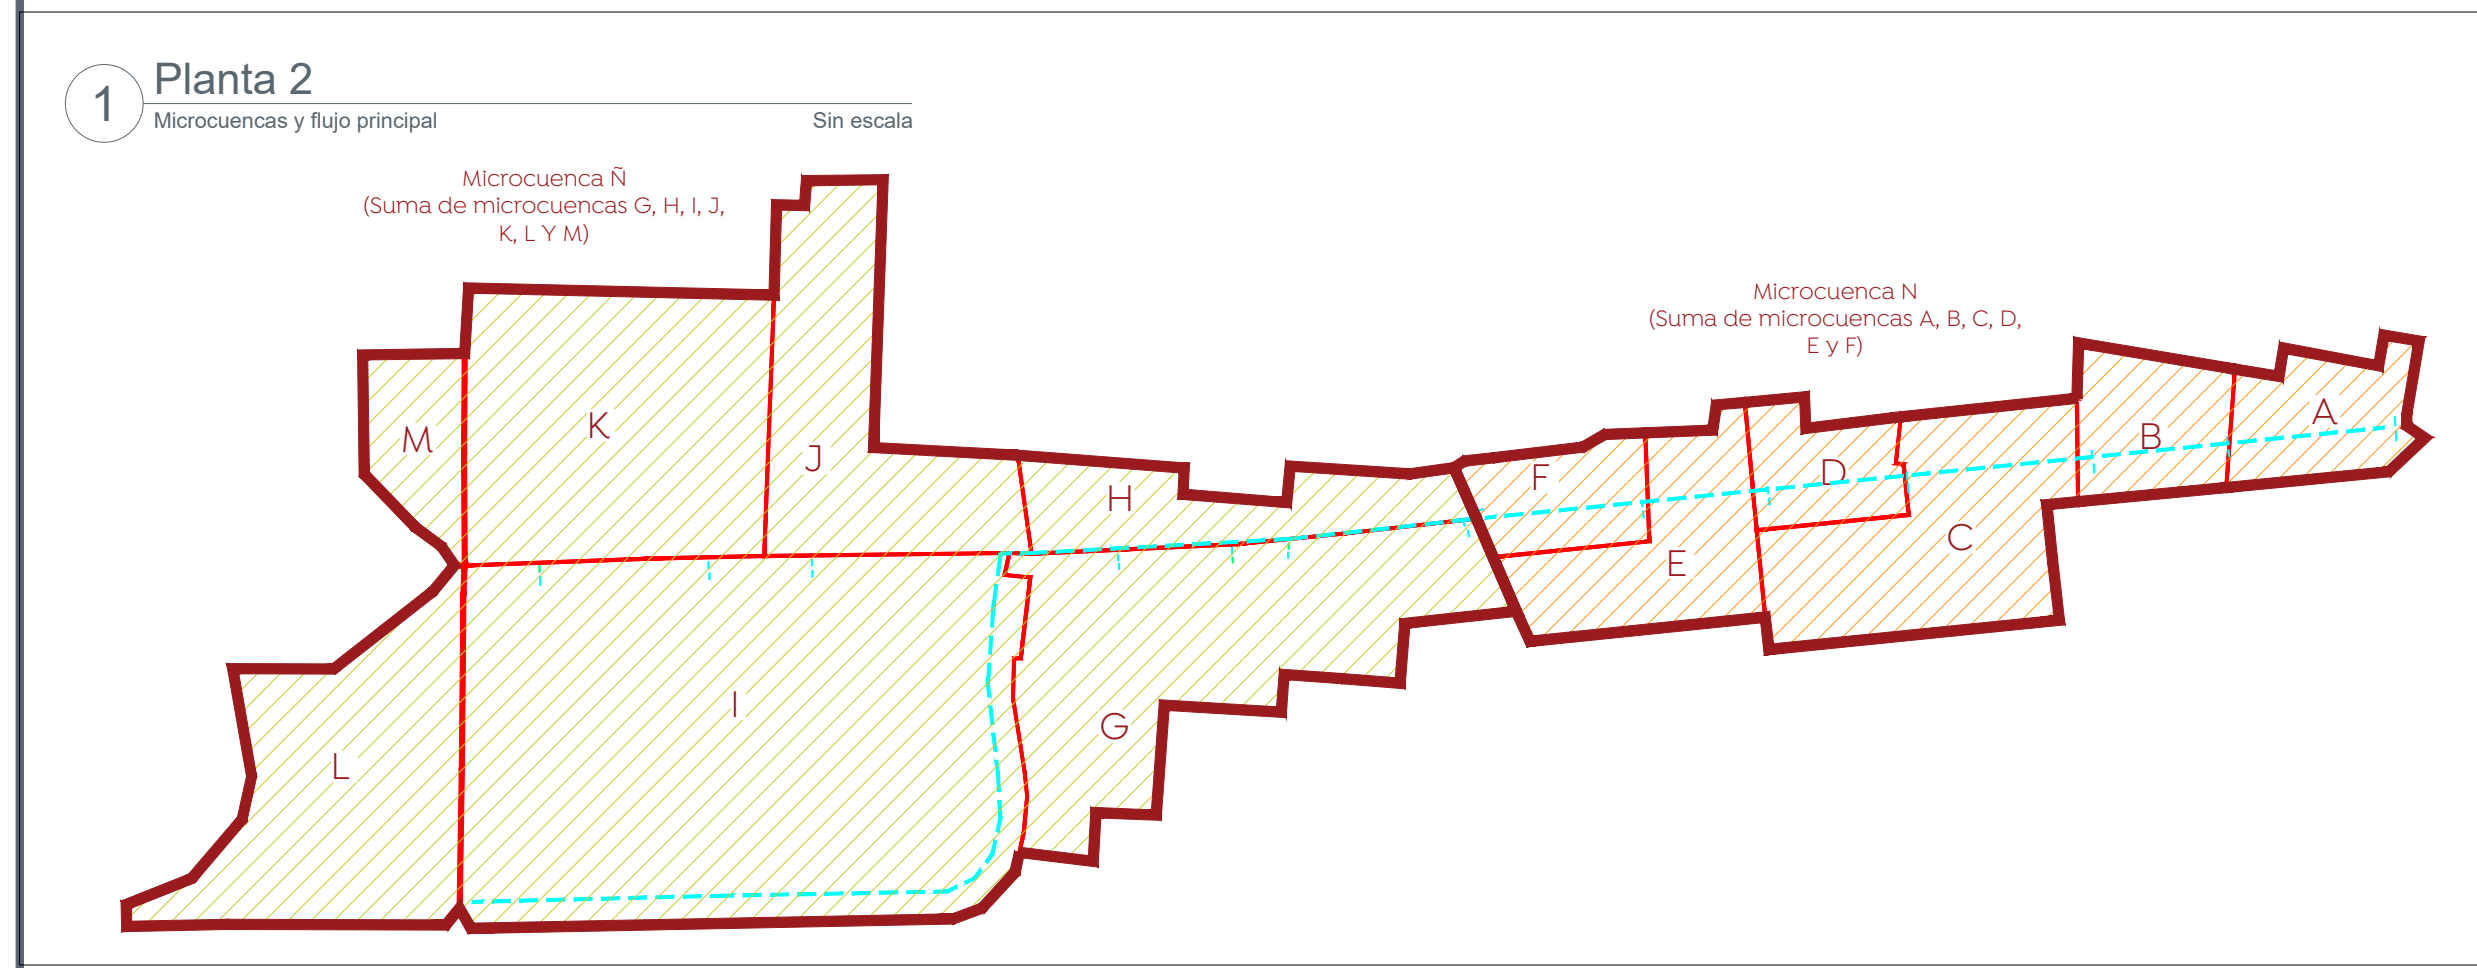 1
Planta 2
Microcuencas y flujo principal
Sin escala
Microcuenca Ñ
(Suma de microcuencas G, H, I, J,
K, L Y M)
Microcuenca N
(Suma de microcuencas A, B, C, D,
E y F)
M
K
J
H
F
D
B
A
E
C
I
G
L